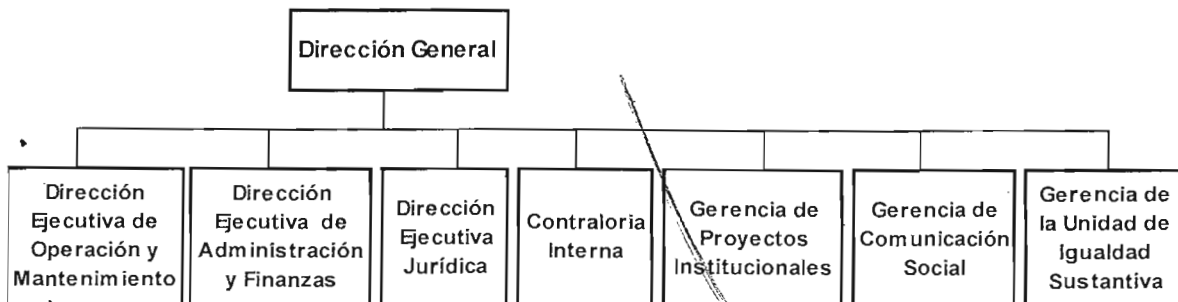 Dirección General
Dirección
Ejecutiva de
Operación y
Mantenimiento
Dirección
Ejecutiva de
Administración
y Finanzas
Dirección
Ejecutiva
Jurídica
Contraloria
Interna
Gerencia de
Proyectos
Institucionales
Gerencia de
Comunicación
Social
Gerencia de
la Unidad de
Igualdad
Sustantiva